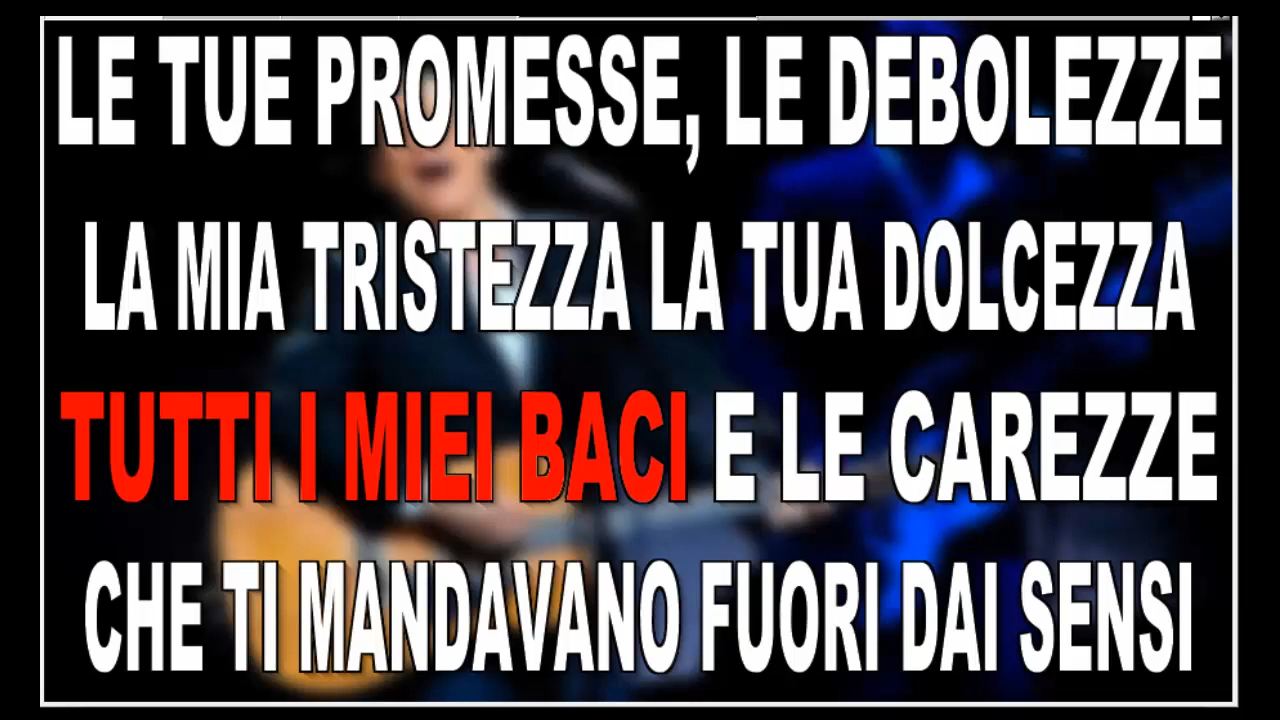 LE TUE PROMESSE, LE DEBOLEZZE
LA MIA TRISTEZZA LA TUA DOLCEZZA
TUTTI I MIEI BACI E LE CAREZZE
CHE TI MANDAVANO FUORI DAI SENSI